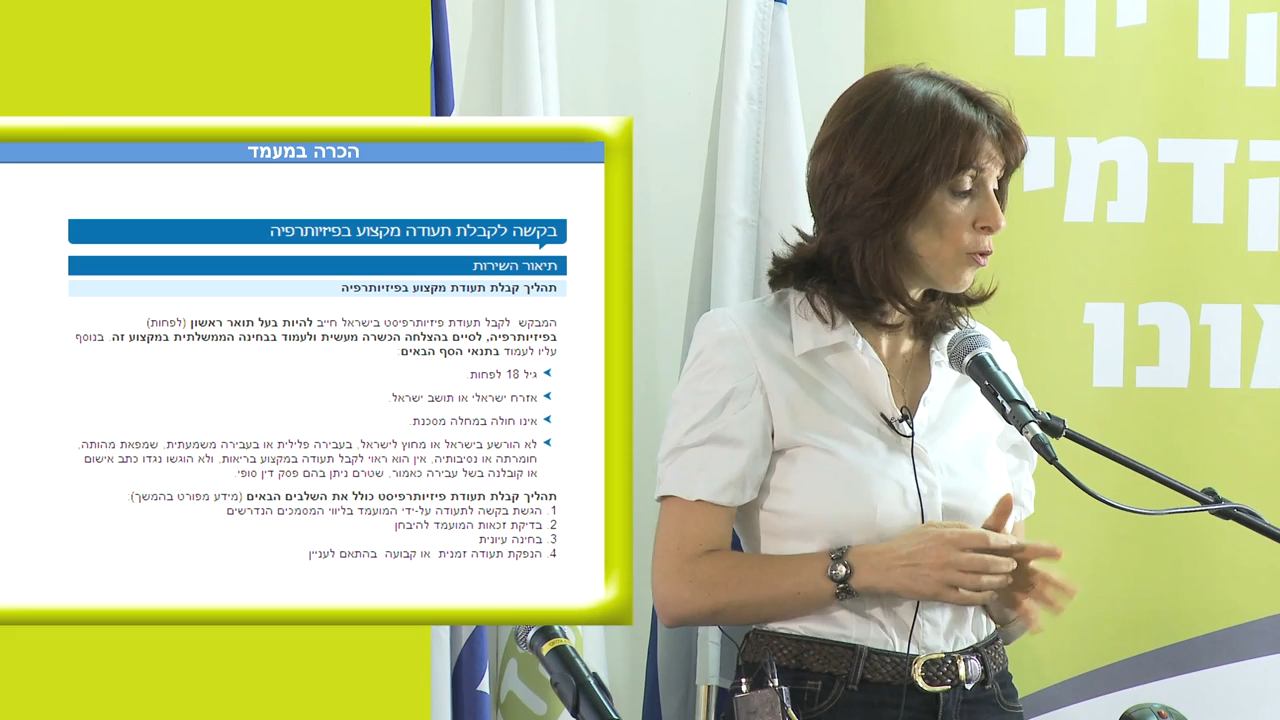 הכרה במעמד
בקשה לקבלת תעודה מקצוע בפיזיותרפיה
תיאור השירות
תהליך קבלת תעודת מקצוע בפיזיותרפיה
המבקש לקבל תעודת פיזיותרפיסט בישראל חייב להיות בעל תואר ראשון (לפחות)
בפיזיותרפיה, לסיים בהצלחה הכשרה מעשית ולעמוד בבחינה הממשלתית במקצוע זה. בנוסף
עליו לעמוד בתנאי הסף הבאים:
גיל 18 לפחות.
אזרח ישראלי או תושב ישראל.
אינו חולה במחלה מסכנת.
לא הורשע בישראל או מחוץ לישראל, בעבירה פלילית או בעבירה משמעתית, שמפאת מהותה,
חומרתה או נסיבותיה, אין הוא ראוי לקבל תעודה במקצוע בריאות, ולא הוגשו נגדו כתב אישום
או קובלנה בשל עבירה כאמור, שטרם ניתן בהם פסק דין סופי.
תהליך קבלת תעודת פיזיותרפיסט כולל את השלבים הבאים (מידע מפורט בהמשך):
1. הגשת בקשה לתעודה על-ידי המועמד בליווי המסמכים הנדרשים
2. בדיקת זכאות המועמד להיבחן
3. בחינה עיונית
4. הנפקת תעודה זמנית או קבועה בהתאם לעניין